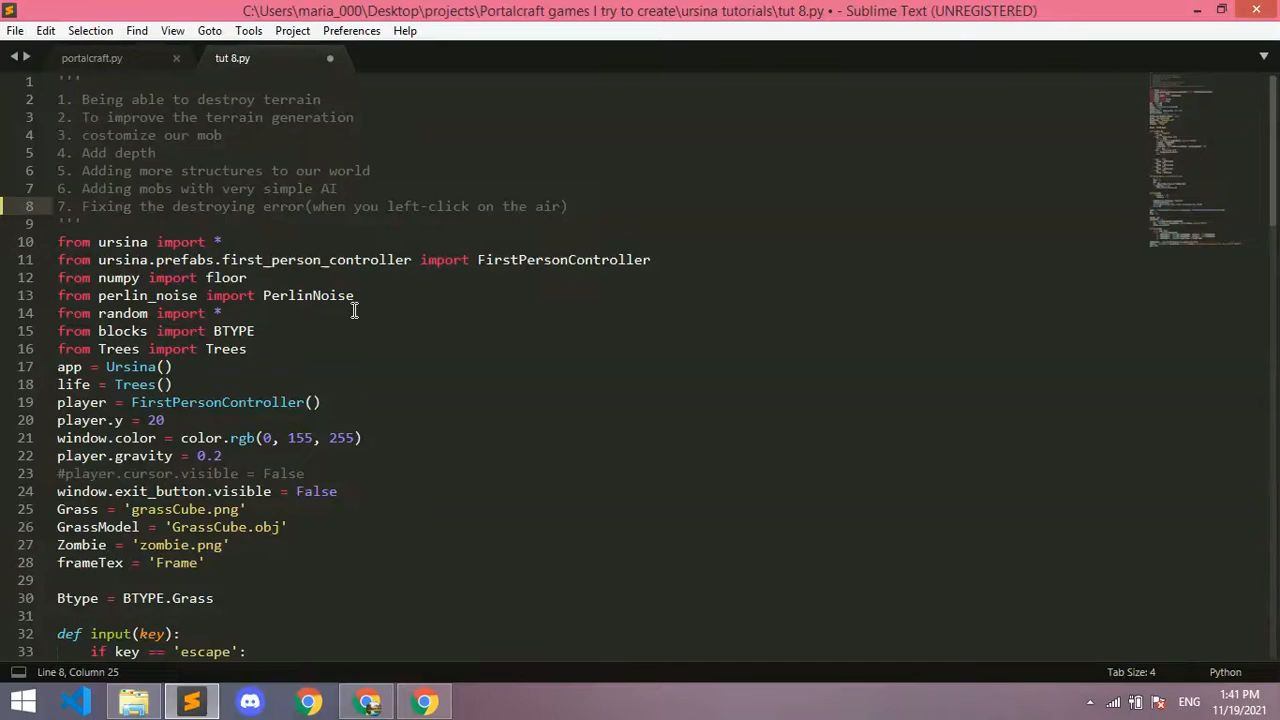 C:\Users\maria_000\Desktop\projects\Portalcraft games I try to create\ursina tutorials\tut 8.py • - Sublime Text (UNREGISTERED)
File Edit Selection Find View Goto Tools Project Preferences Help
portalcraft.py tut 8.py
1 '''
2 1. Being able to destroy terrain
3 2. To improve the terrain generation
4 3. costomize our mob
5 4. Add depth
6 5. Adding more structures to our world
7 6. Adding mobs with very simple AI
8 7. Fixing the destroying error(when you left-click on the air)
9 '''
10 from ursina import *
11 from ursina.prefabs.first_person_controller import FirstPersonController
12 from numpy import floor
13 from perlin_noise import PerlinNoise
14 from random import *
15 from blocks import BTYPE
16 from Trees import Trees
17 app = Ursina()
18 life = Trees()
19 player = FirstPersonController()
20 player.y = 20
21 window.color = color.rgb(0, 155, 255)
22 player.gravity = 0.2
23 #player.cursor.visible = False
24 window.exit_button.visible = False
25 Grass = 'grassCube.png'
26 GrassModel = 'GrassCube.obj'
27 Zombie = 'zombie.png'
28 frameTex = 'Frame'
29
30 Btype = BTYPE.Grass
31
32 def input(key):
33 if key == 'escape':
Line 8, Column 25 Tab Size: 4 Python
ENG 1:41 PM
11/19/2021